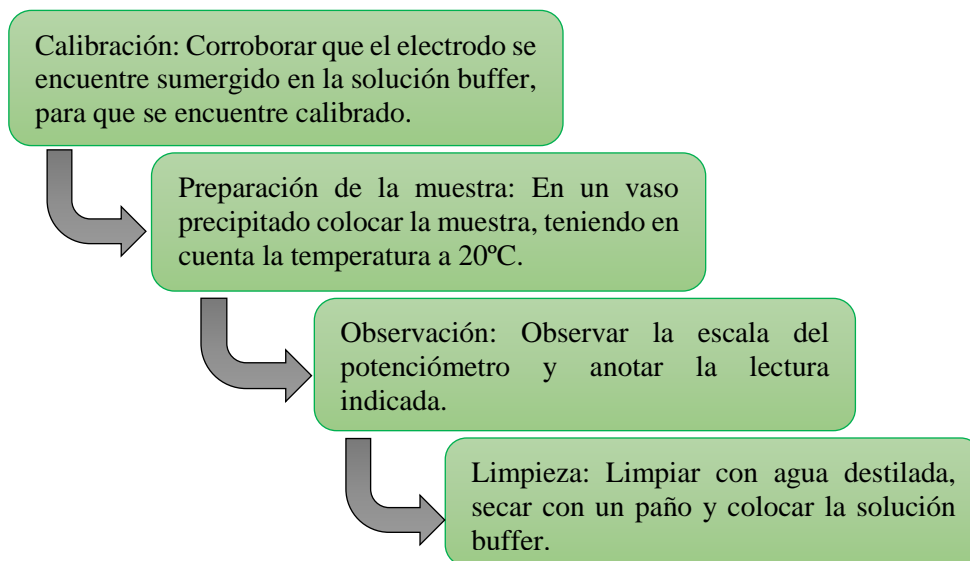 Calibración: Corroborar que el electrodo se
encuentre sumergido en la solución buffer,
para que se encuentre calibrado.
Preparación de la muestra: En un vaso
precipitado colocar la muestra, teniendo en
cuenta la temperatura a 20ºC.
Observación: Observar la escala del
potenciómetro y anotar la lectura
indicada.
Limpieza: Limpiar con agua destilada,
secar con un paño y colocar la solución
buffer.